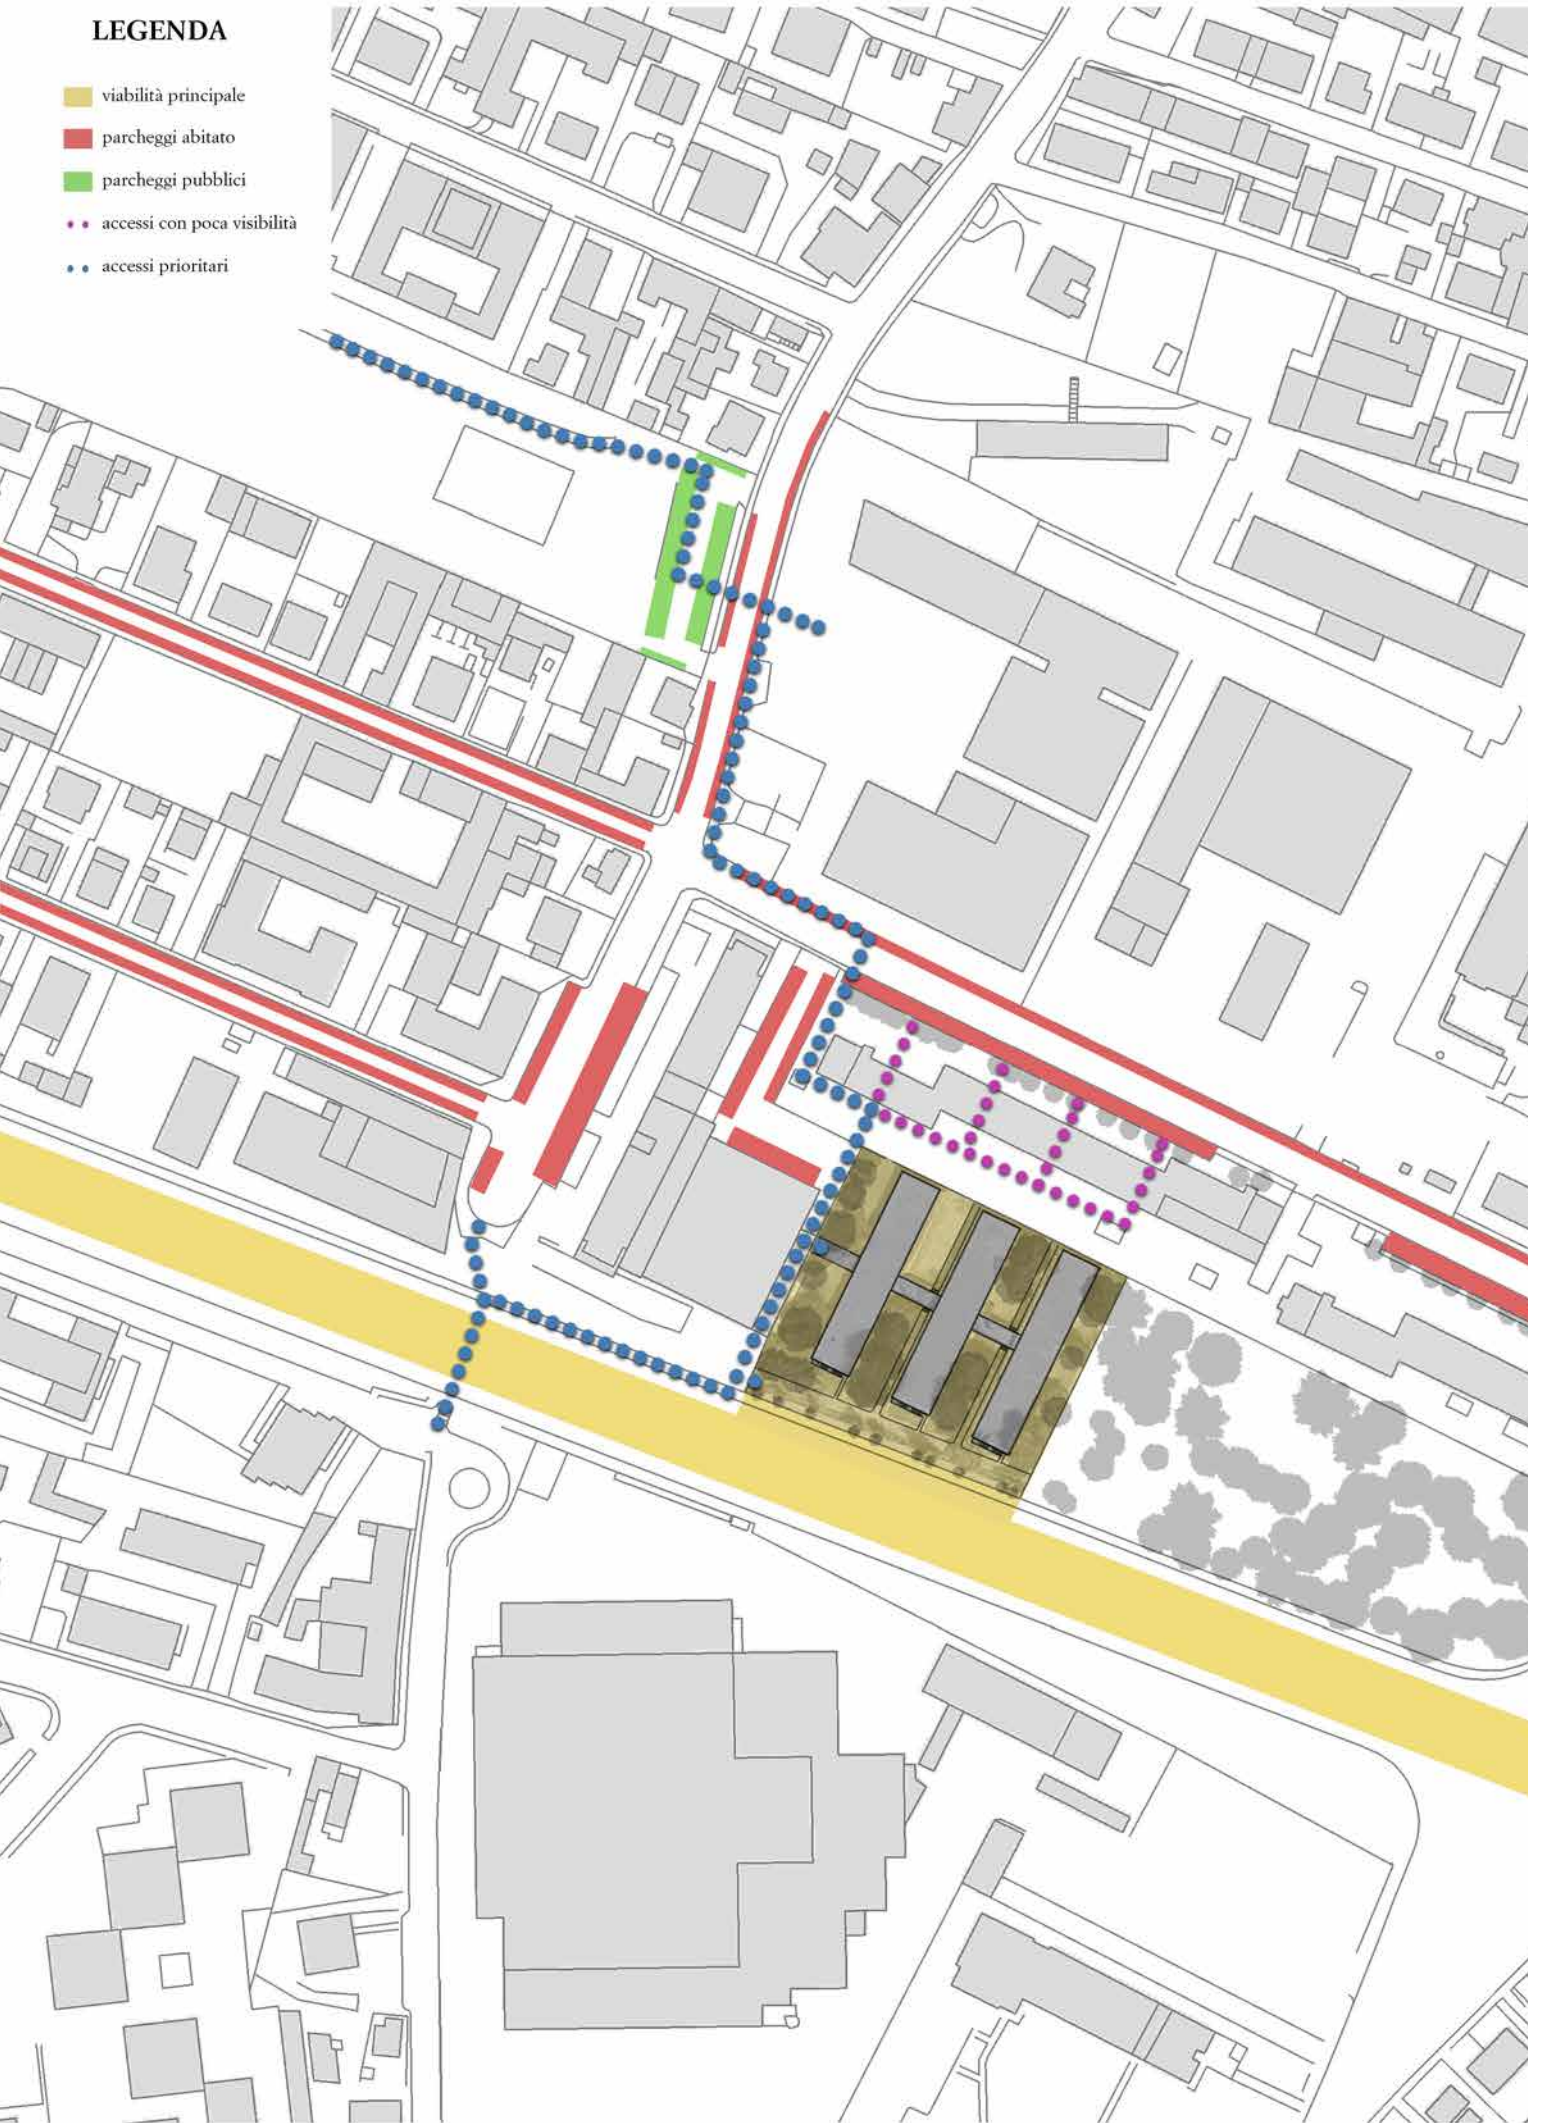 LEGENDA
viabilità principale
parcheggi abitato
parcheggi pubblici
accessi con poca visibilità
accessi prioritari